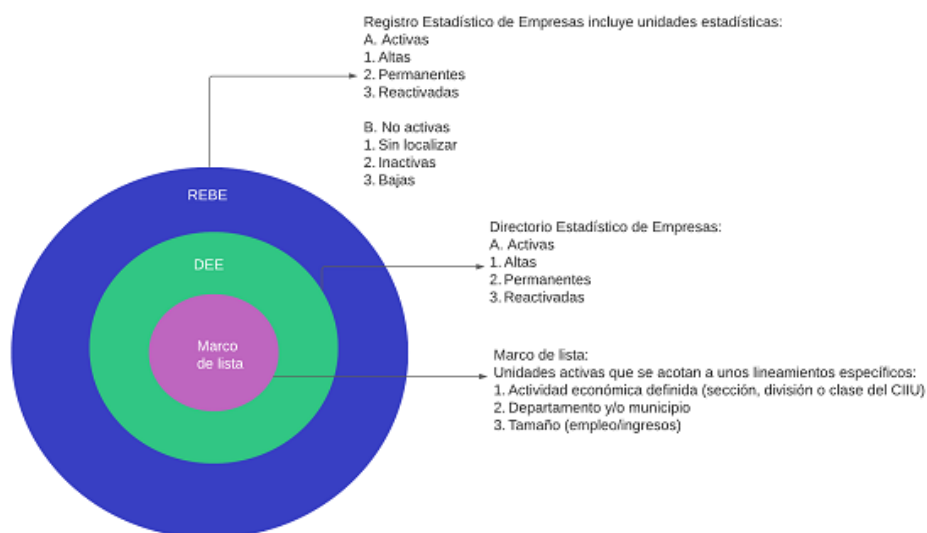 Registro Estadístico de Empresas incluye unidades estadísticas:
A. Activas
1. Altas
2. Permanentes
3. Reactivadas
B. No activas
1. Sin localizar
2. Inactivas
3. Bajas
REBE
Directorio Estadístico de Empresas:
A. Activas
1. Altas
2. Permanentes
3. Reactivadas
DEE
Marco
de lista
Marco de lista:
Unidades activas que se acotan a unos lineamientos específicos:
1. Actividad económica definida (sección, división o clase del CIIU)
2. Departamento y/o municipio
3. Tamaño (empleo/ingresos)